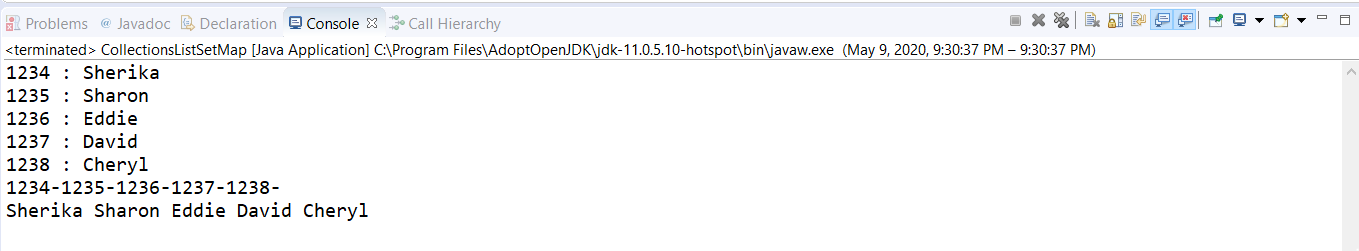 Problems @ Javadoc Declaration Console Call Hierarchy
<terminated> CollectionsListSetMap [Java Application] C:\Program Files\AdoptOpenJDK\jdk-11.0.5.10-hotspot\bin\javaw.exe (May 9, 2020, 9:30:37 PM – 9:30:37 PM)
1234 : Sherika
1235 : Sharon
1236 : Eddie
1237 : David
1238 : Cheryl
1234-1235-1236-1237-1238-
Sherika Sharon Eddie David Cheryl